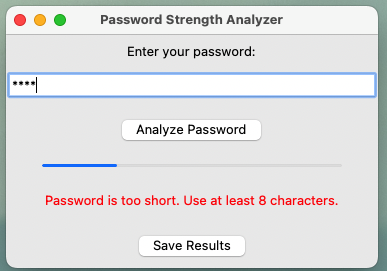 Password Strength Analyzer
Enter your password:
****
Analyze Password
Password is too short. Use at least 8 characters.
Save Results